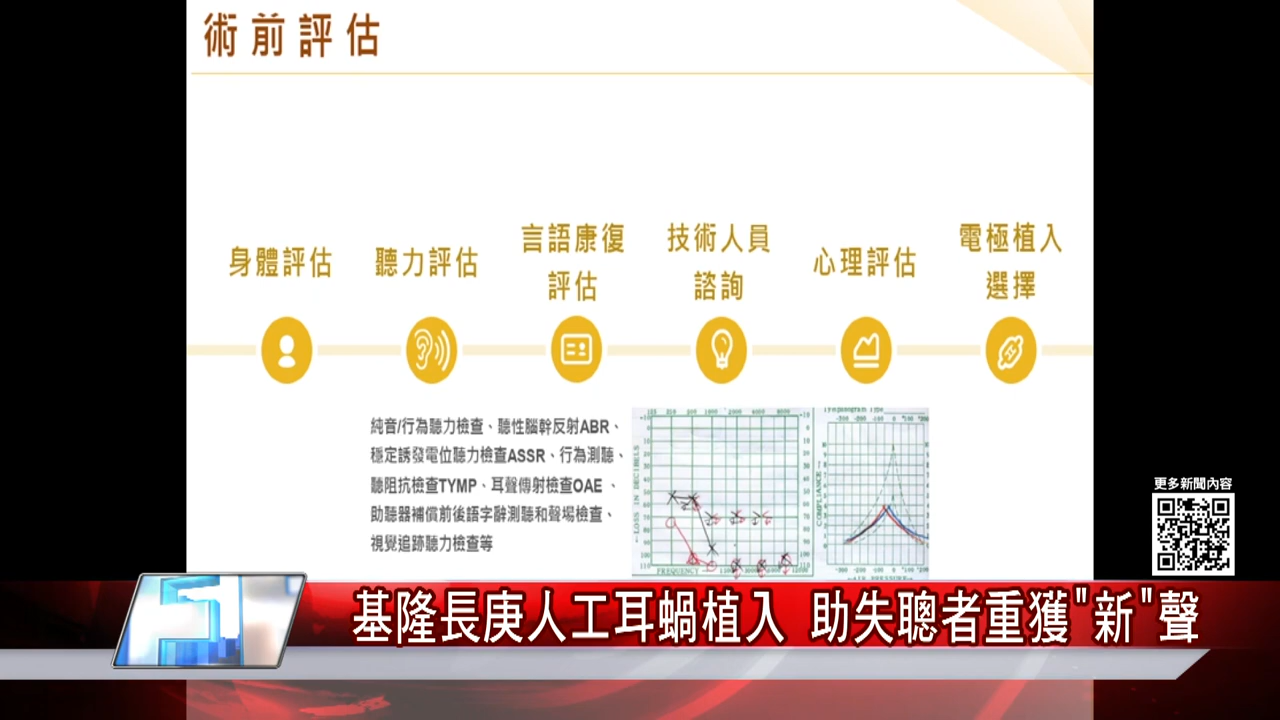 術前評估
身體評估
聽力評估
言語康復
評估
技術人員
諮詢
心理評估
電極植入
選擇
純音/行為聽力檢查、聽性腦幹反射ABR、
穩定誘發電位聽力檢查ASSR、行為測聽、
聽阻抗檢查TYMP、耳聲傳射檢查OAE 、
助聽器補償前後語字辭測聽和聲場檢查、
視覺追跡聽力檢查等
LOSS IN DECIBELS
FREQUENCY
COMPLIANCE
更多新聞內容
基隆長庚人工耳蝸植入 助失聰者重獲"新"聲